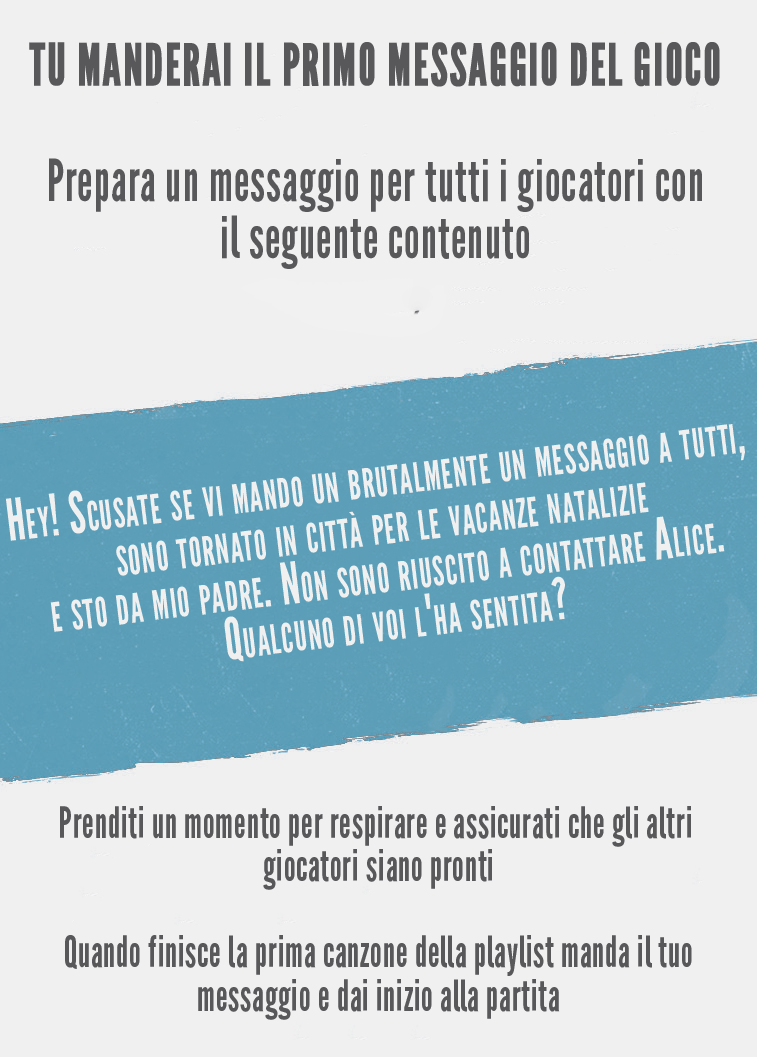 TU MANDERAI IL PRIMO MESSAGGIO DEL GIOCO
Prepara un messaggio per tutti i giocatori con
il seguente contenuto
Hey! Scusate se vi mando un brutalmente un messaggio a tutti,
sono tornato in città per le vacanze natalizie
e sto da mio padre. Non sono riuscito a contattare Alice.
Qualcuno di voi l'ha sentita?
Prenditi un momento per respirare e assicurati che gli altri
giocatori siano pronti
Quando finisce la prima canzone della playlist manda il tuo
messaggio e dai inizio alla partita